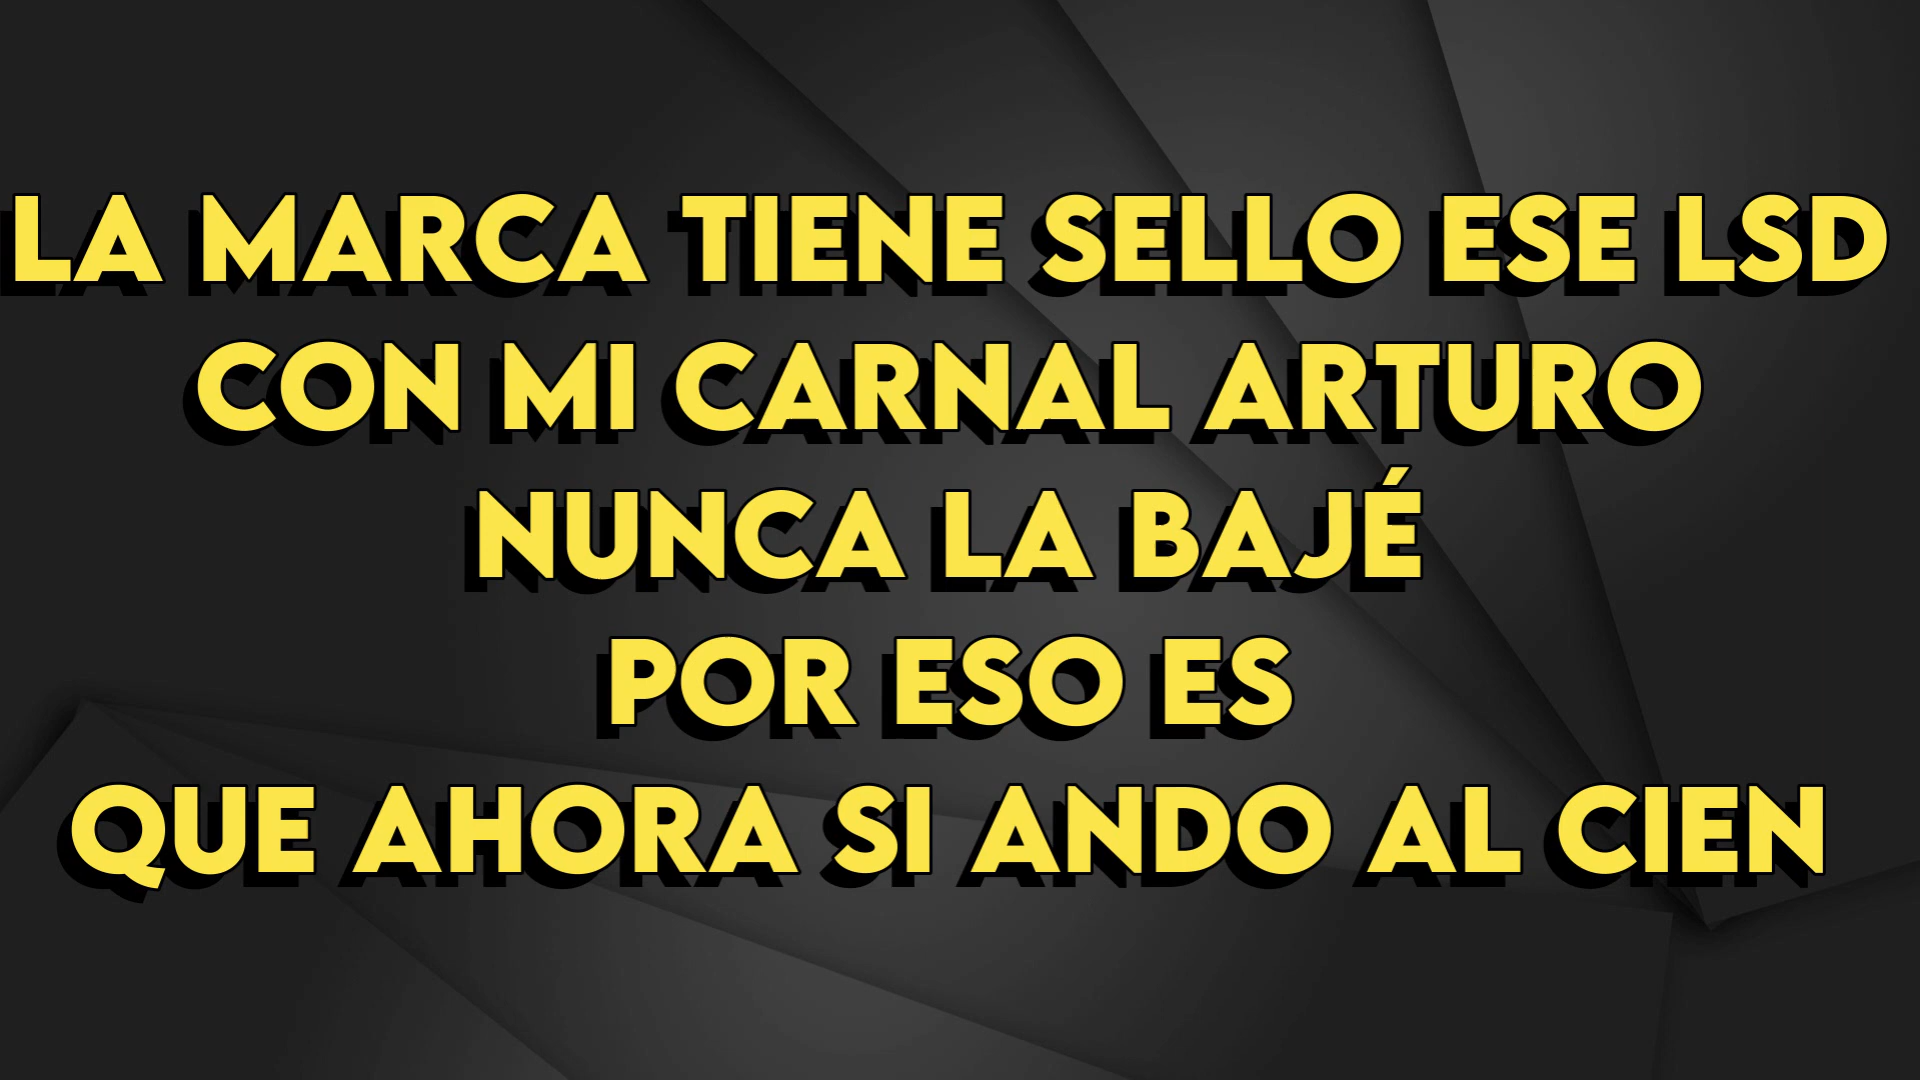 LA MARCA TIENE SELLO ESE LSD
CON MI CARNAL ARTURO
NUNCA LA BAJÉ
POR ESO ES
QUE AHORA SI ANDO AL CIEN